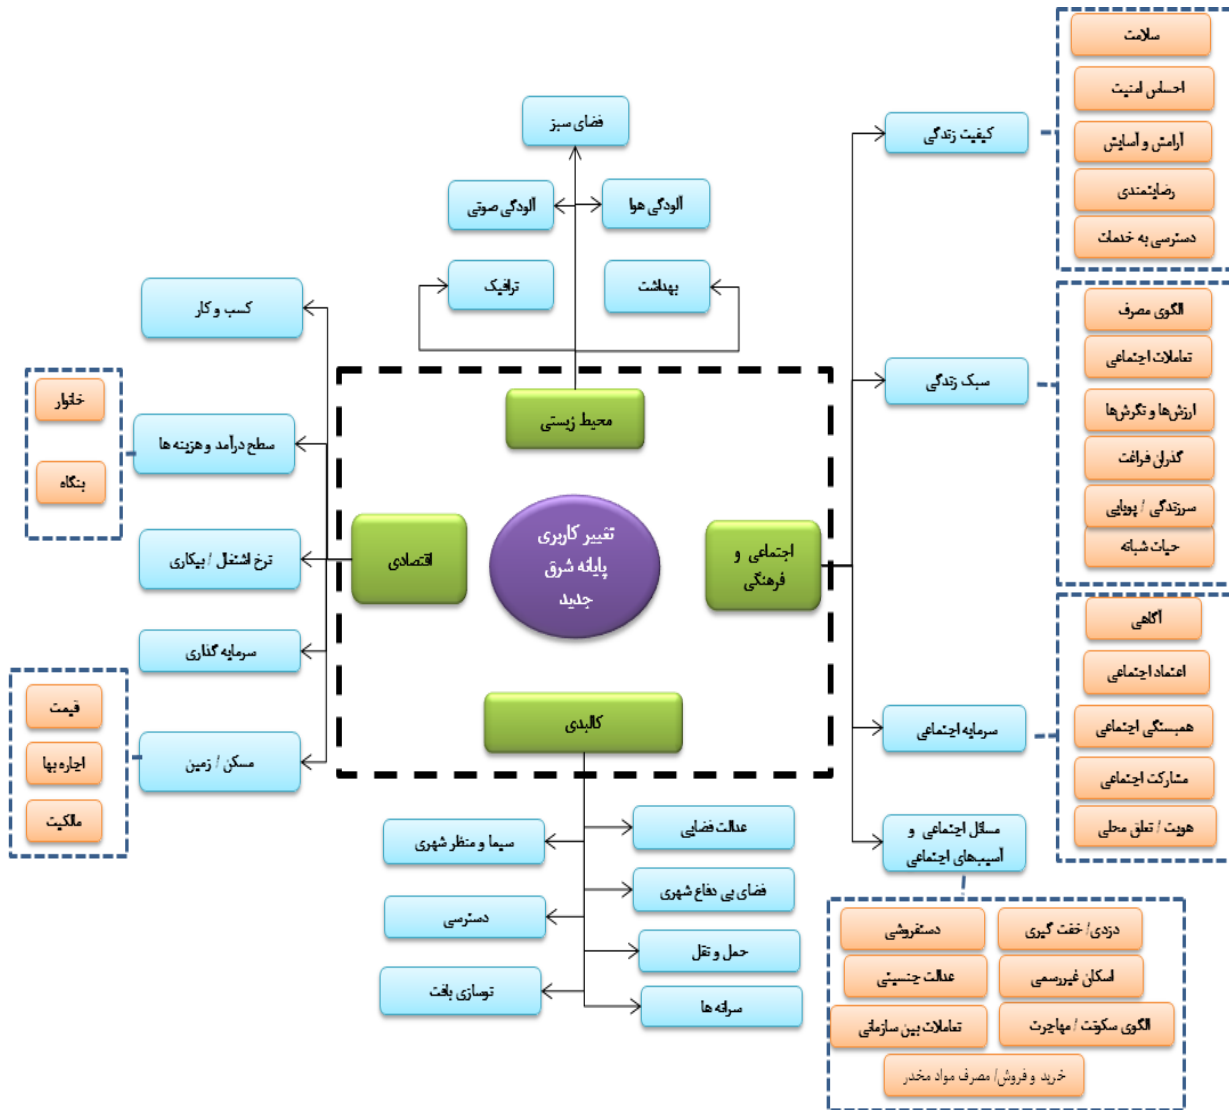 سلامت
احساس امنیت
آرامش و آسایش
رضایتمندی
دسترسی به خدمات
کیفیت زندگی
الگوی مصرف
تعاملات اجتماعی
ارزش‌ها و نگرش‌ها
گذران فراغت
سرزندگی / پویایی
حیات شبانه
سبک زندگی
آگاهی
اعتماد اجتماعی
همبستگی اجتماعی
مشارکت اجتماعی
هویت / تعلق محلی
سرمایه اجتماعی
مسائل اجتماعی و
آسیب‌های اجتماعی
دزدی/ خفت گیری
دستفروشی
اسکان غیررسمی
عدالت جنسیتی
الگوی سکونت / مهاجرت
تعاملات بین سازمانی
خرید و فروش/ مصرف مواد مخدر
اجتماعی و
فرهنگی
فضای سبز
آلودگی هوا
آلودگی صوتی
بهداشت
ترافیک
محیط زیستی
تغییر کاربری
پایانه شرق
جدید
کالبدی
عدالت فضایی
سیما و منظر شهری
فضای بی دفاع شهری
دسترسی
حمل و نقل
نوسازی بافت
سرانه ها
اقتصادی
کسب و کار
سطح درآمد و هزینه ها
خانوار
بنگاه
نرخ اشتغال / بیکاری
سرمایه گذاری
مسکن / زمین
قیمت
اجاره بها
مالکیت